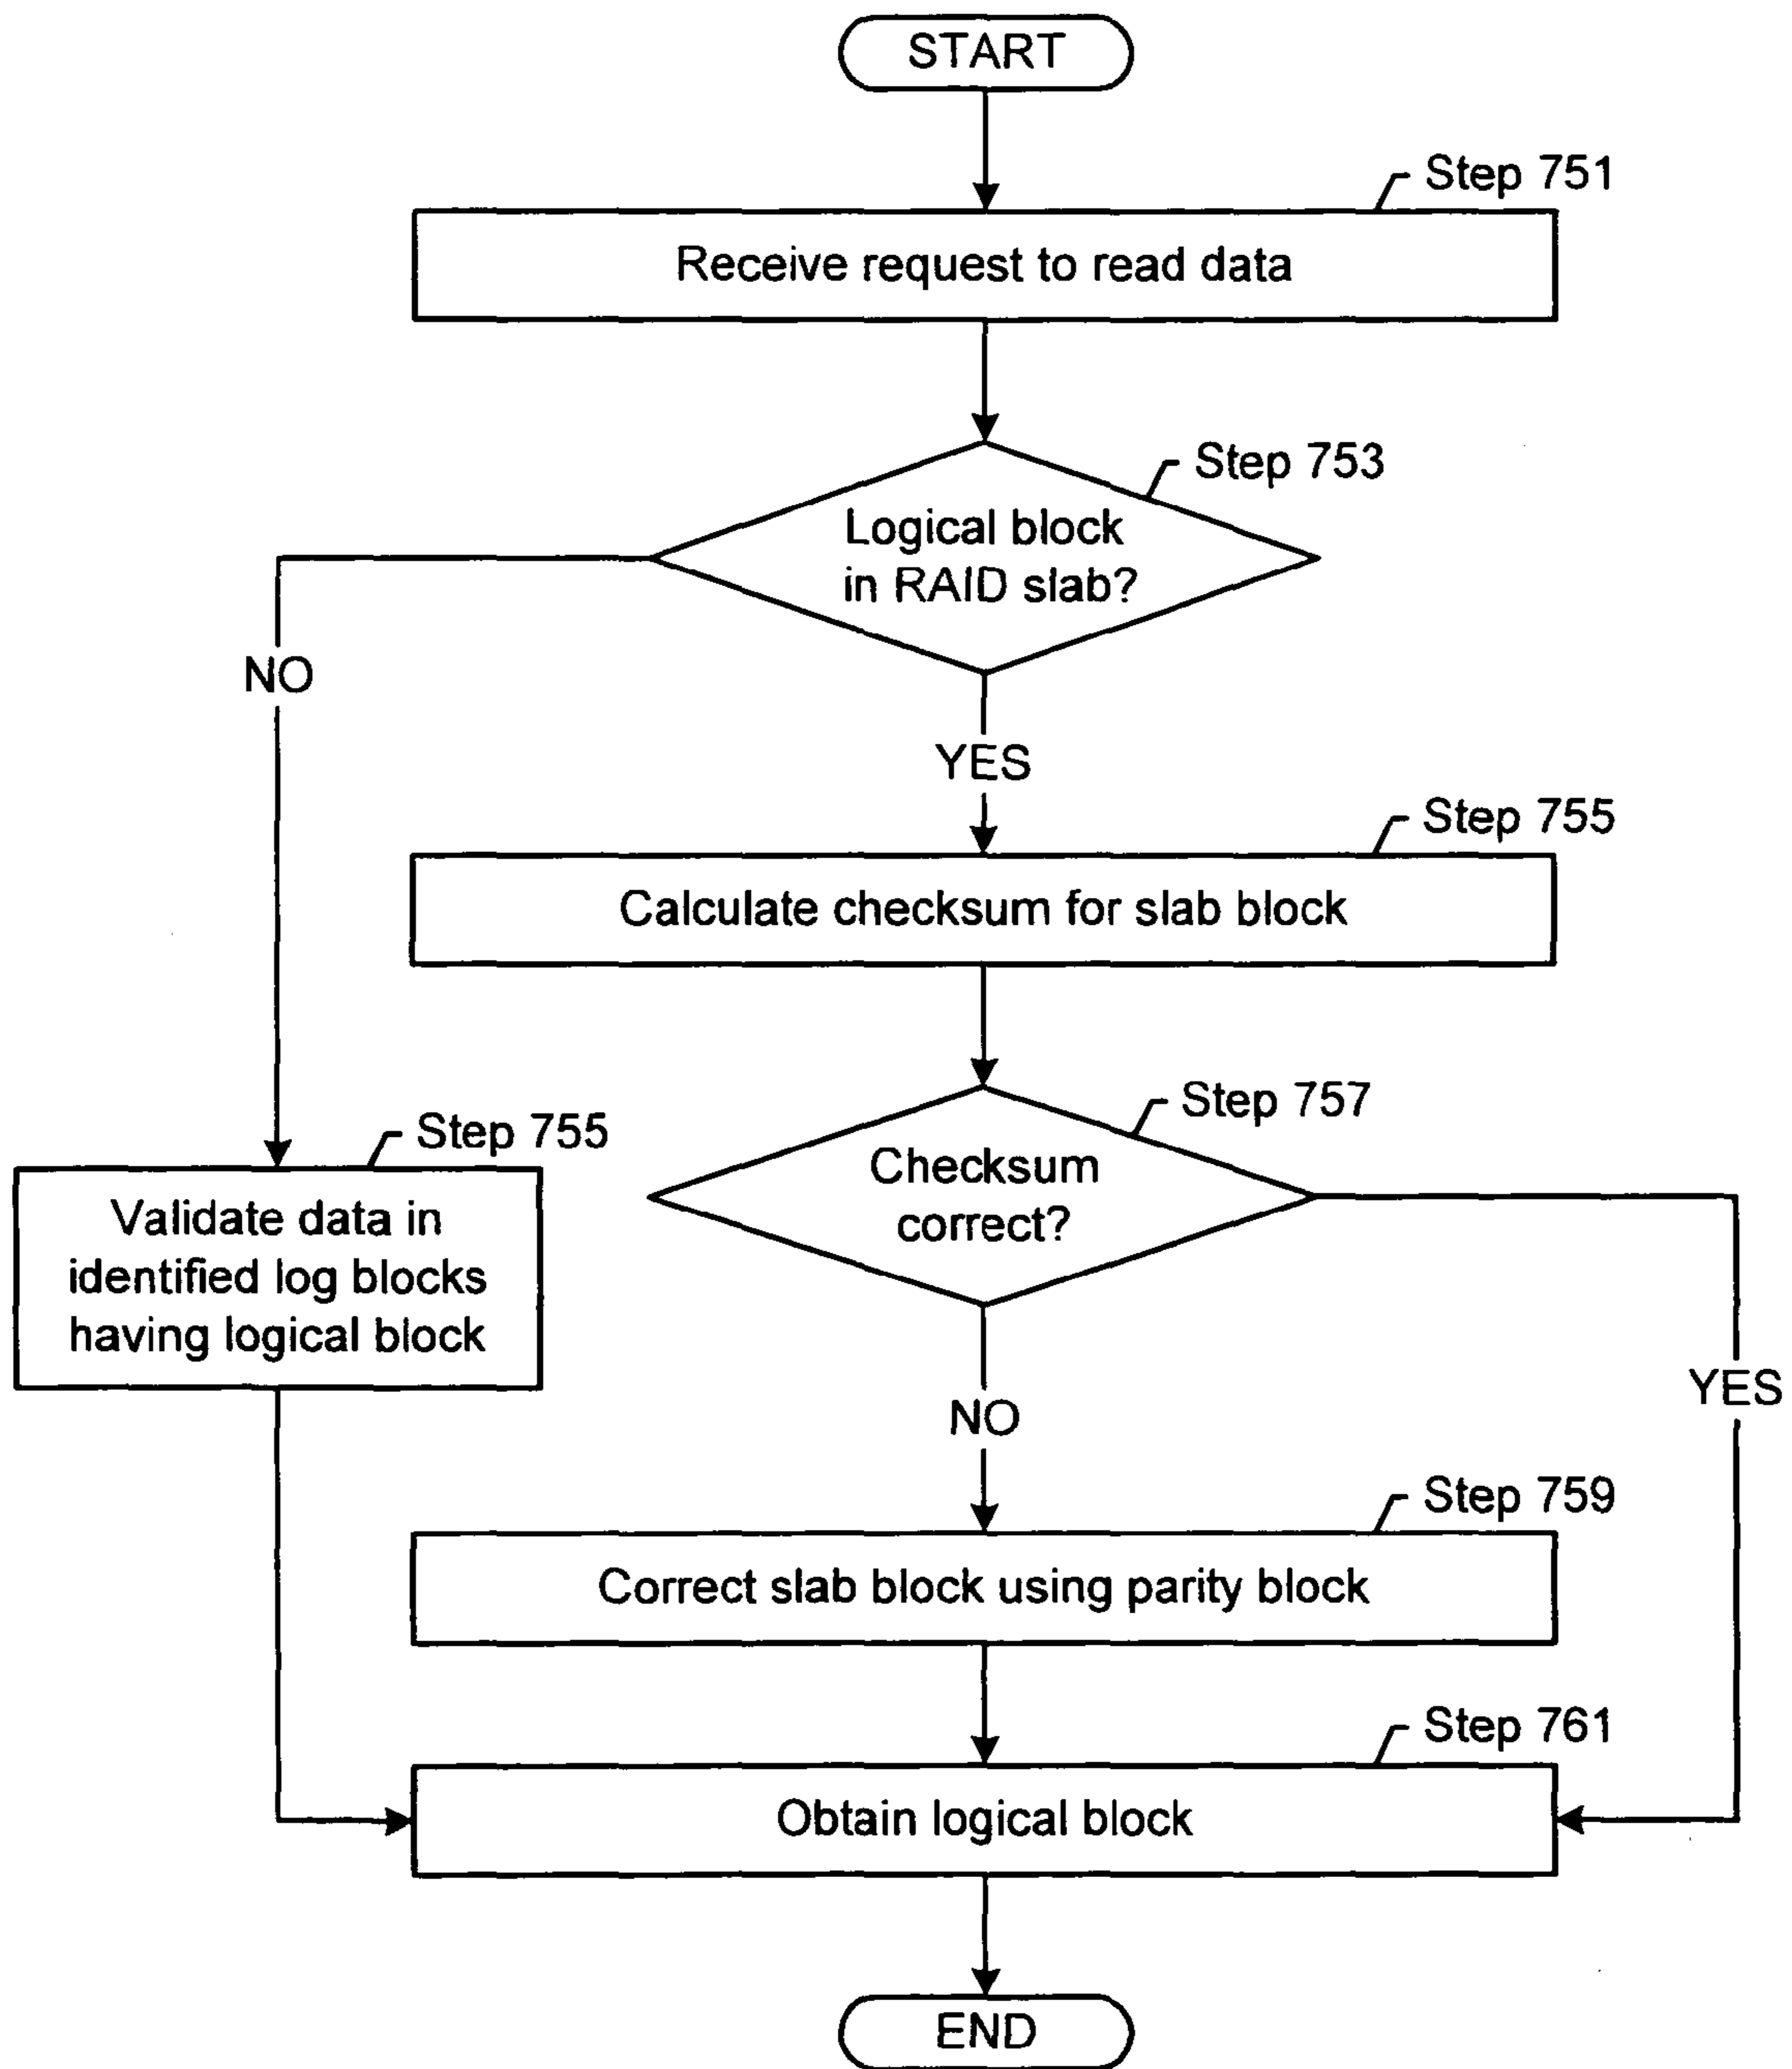 START
Step 751
Receive request to read data
Step 753
Logical block
in RAID slab?
NO
YES
Step 755
Calculate checksum for slab block
Step 757
Checksum
correct?
Step 755
Validate data in
identified log blocks
having logical block
YES
NO
Step 759
Correct slab block using parity block
Step 761
Obtain logical block
END